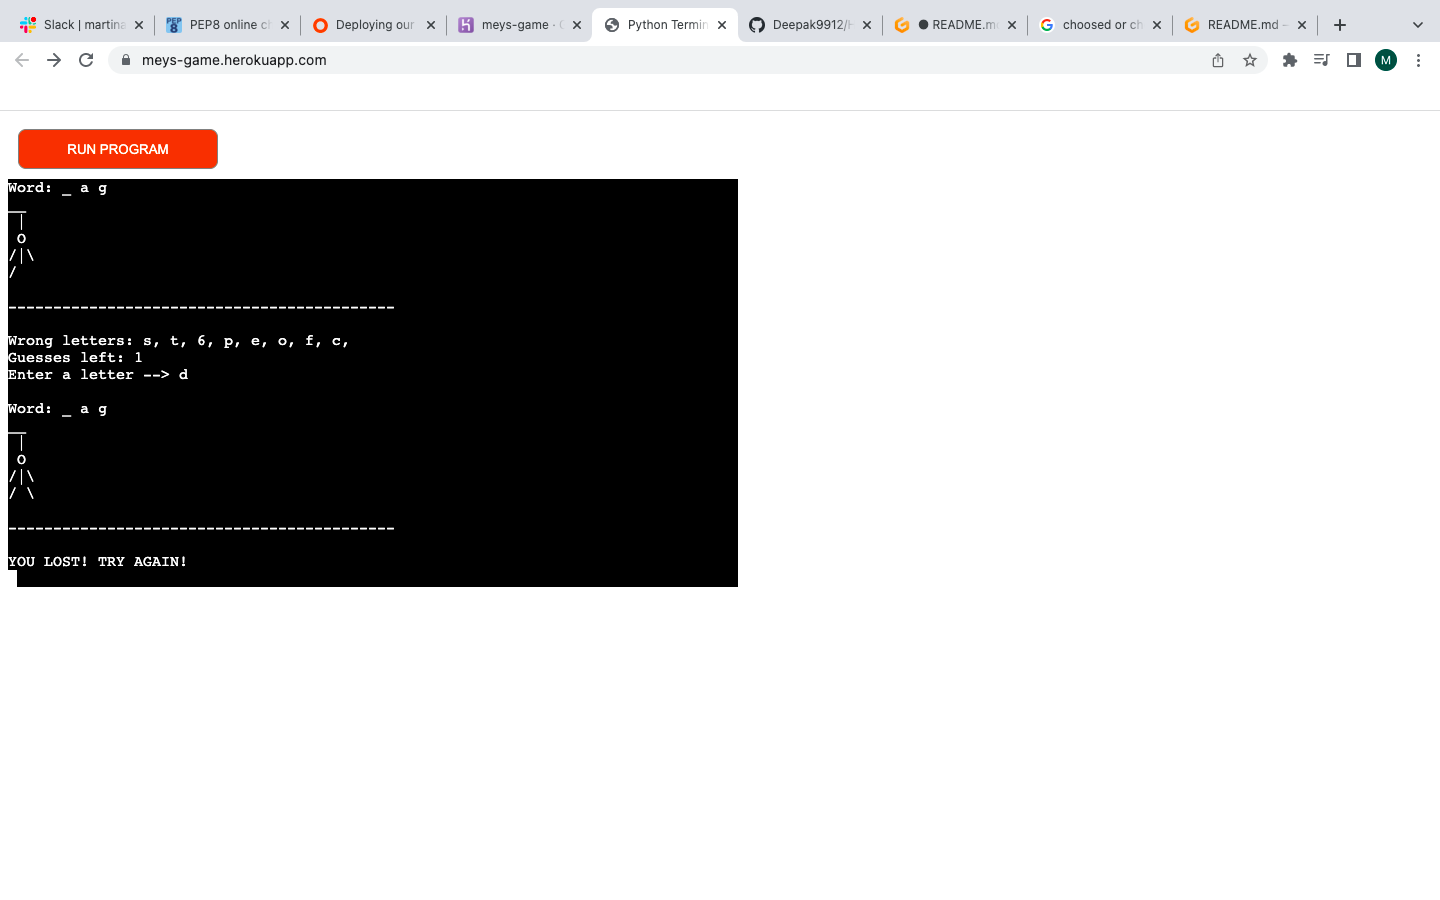 Slack | martina
PEP8 online ch
Deploying our
meys-game ·
Python Termin
Deepak9912/H
● README.md
choosed or ch
README.md -
meys-game.herokuapp.com
M
RUN PROGRAM
Word: _ a g
__
 |
 O
/|\
/
-------------------------------------------
Wrong letters: s, t, 6, p, e, o, f, c,
Guesses left: 1
Enter a letter --> d
Word: _ a g
__
 |
 O
/|\
/ \
-------------------------------------------
YOU LOST! TRY AGAIN!